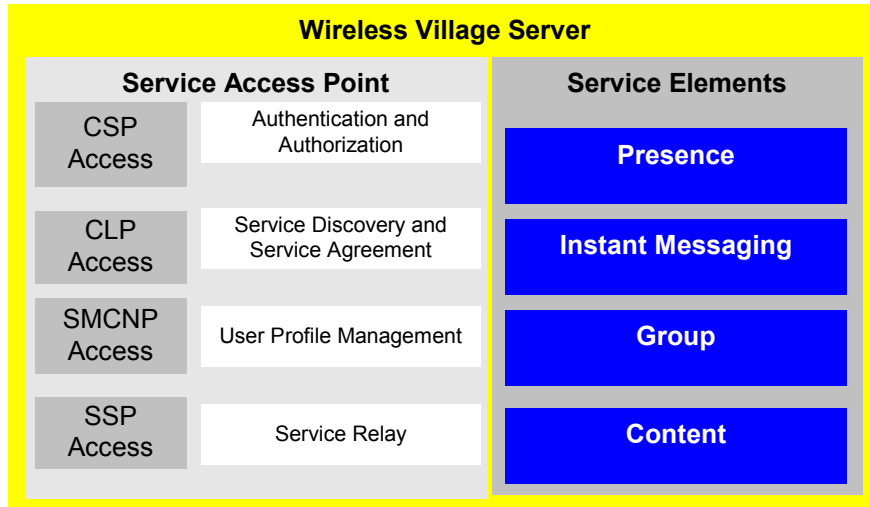 Wireless Village Server
Service Access Point
CSP
Access
Authentication and
Authorization
CLP
Access
Service Discovery and
Service Agreement
SMCNP
Access
User Profile Management
SSP
Access
Service Relay
Service Elements
Presence
Instant Messaging
Group
Content